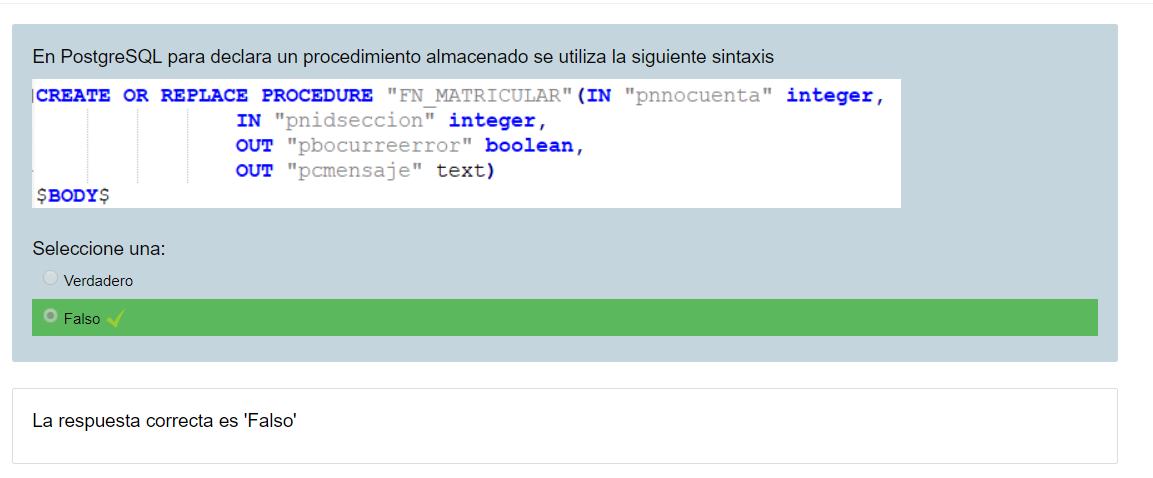 En PostgreSQL para declara un procedimiento almacenado se utiliza la siguiente sintaxis
CREATE OR REPLACE PROCEDURE "FN_MATRICULAR"(IN "pnnocuenta" integer,
IN "pnidseccion" integer,
OUT "pbocurreerror" boolean,
OUT "pcmensaje" text)
$BODY$
Seleccione una:
Verdadero
Falso
La respuesta correcta es 'Falso'